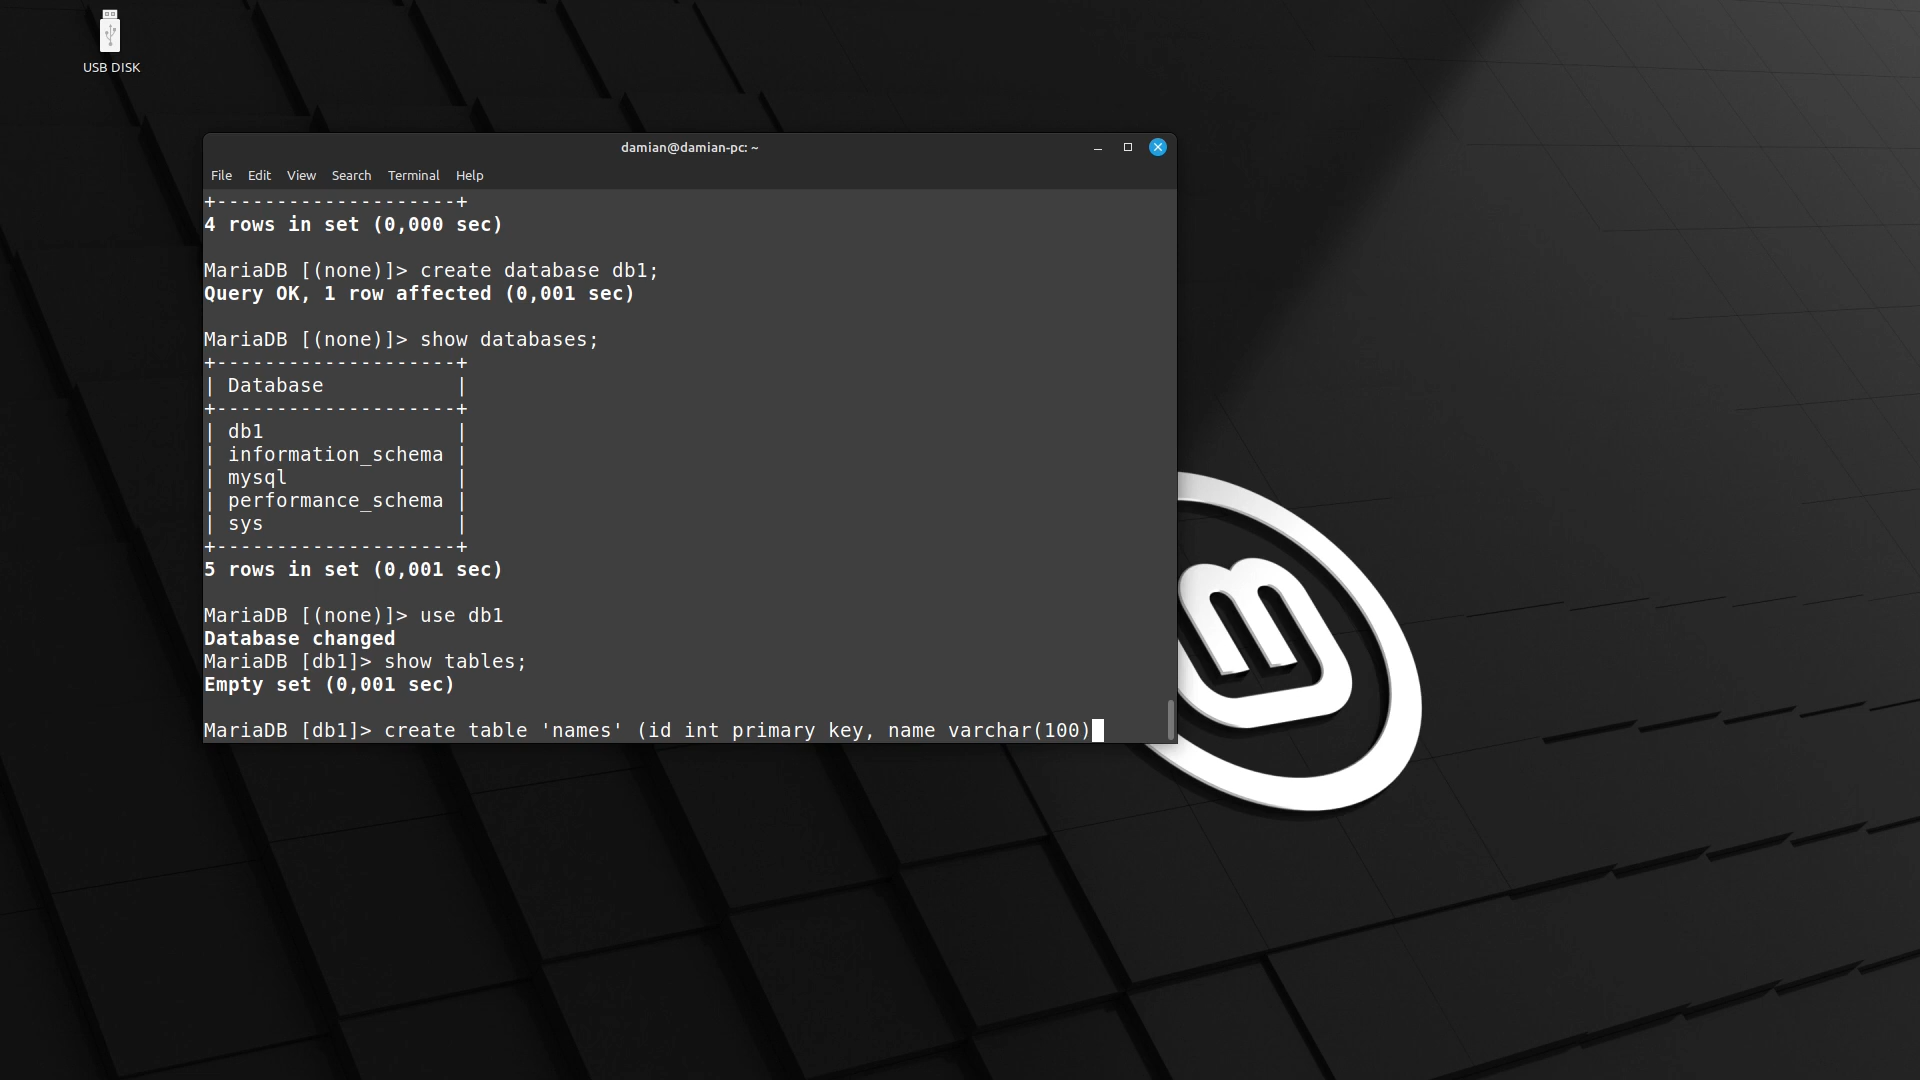 USB DISK
damian@damian-pc: ~
File Edit View Search Terminal Help
+--------------------+
4 rows in set (0,000 sec)
MariaDB [(none)]> create database db1;
Query OK, 1 row affected (0,001 sec)
MariaDB [(none)]> show databases;
+--------------------+
| Database           |
+--------------------+
| db1                |
| information_schema |
| mysql              |
| performance_schema |
| sys                |
+--------------------+
5 rows in set (0,001 sec)
MariaDB [(none)]> use db1
Database changed
MariaDB [db1]> show tables;
Empty set (0,001 sec)
MariaDB [db1]> create table 'names' (id int primary key, name varchar(100)